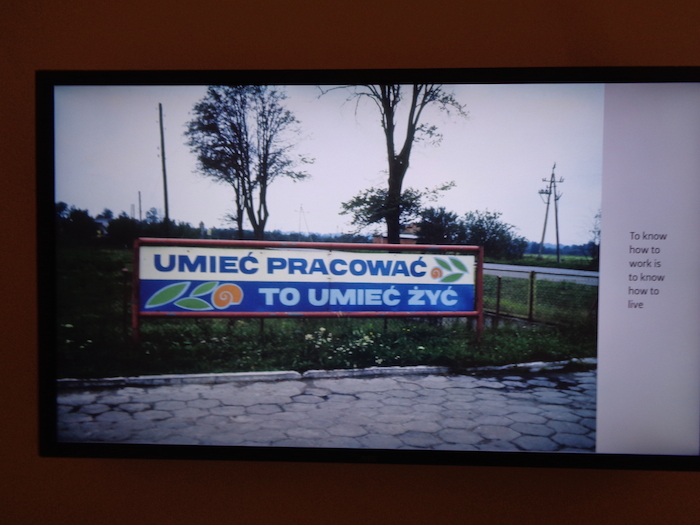 UMIEĆ PRACOWAĆ
TO UMIEĆ ŻYĆ
To know
how to
work is
to know
how to
live